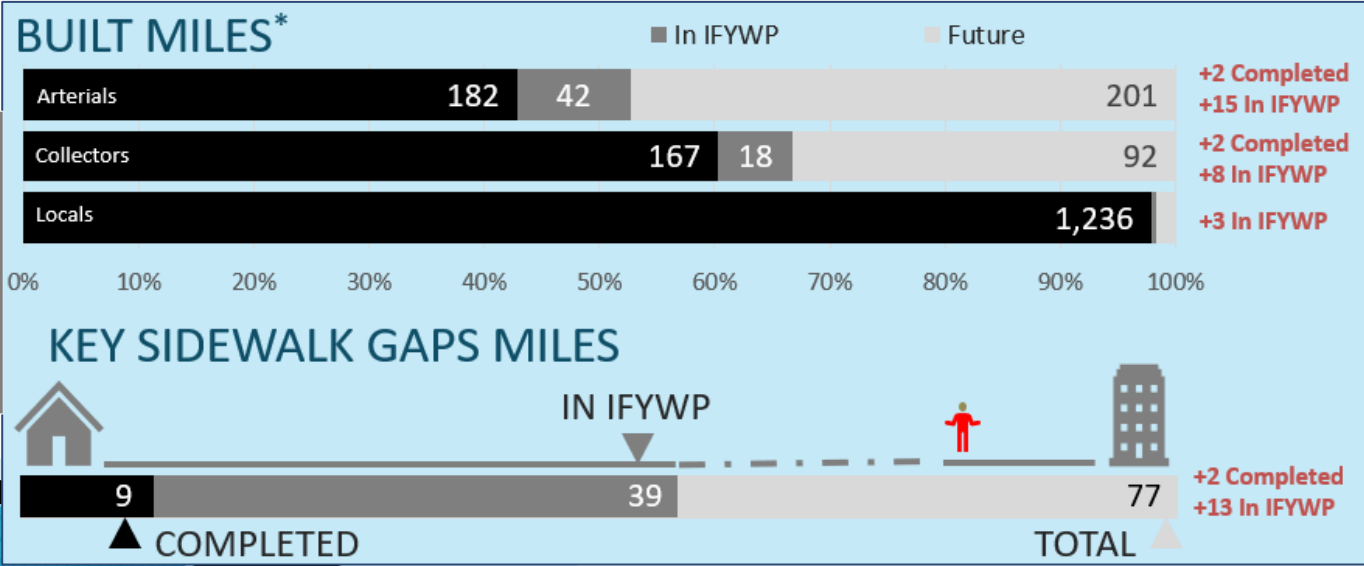 BUILT MILES*
In IFYWP Future
Arterials 182 42 201
+2 Completed
+15 In IFYWP
Collectors 167 18 92
+2 Completed
+8 In IFYWP
Locals 1,236
+3 In IFYWP
0% 10% 20% 30% 40% 50% 60% 70% 80% 90% 100%
KEY SIDEWALK GAPS MILES
IN IFYWP
9 39 77
+2 Completed
+13 In IFYWP
COMPLETED TOTAL